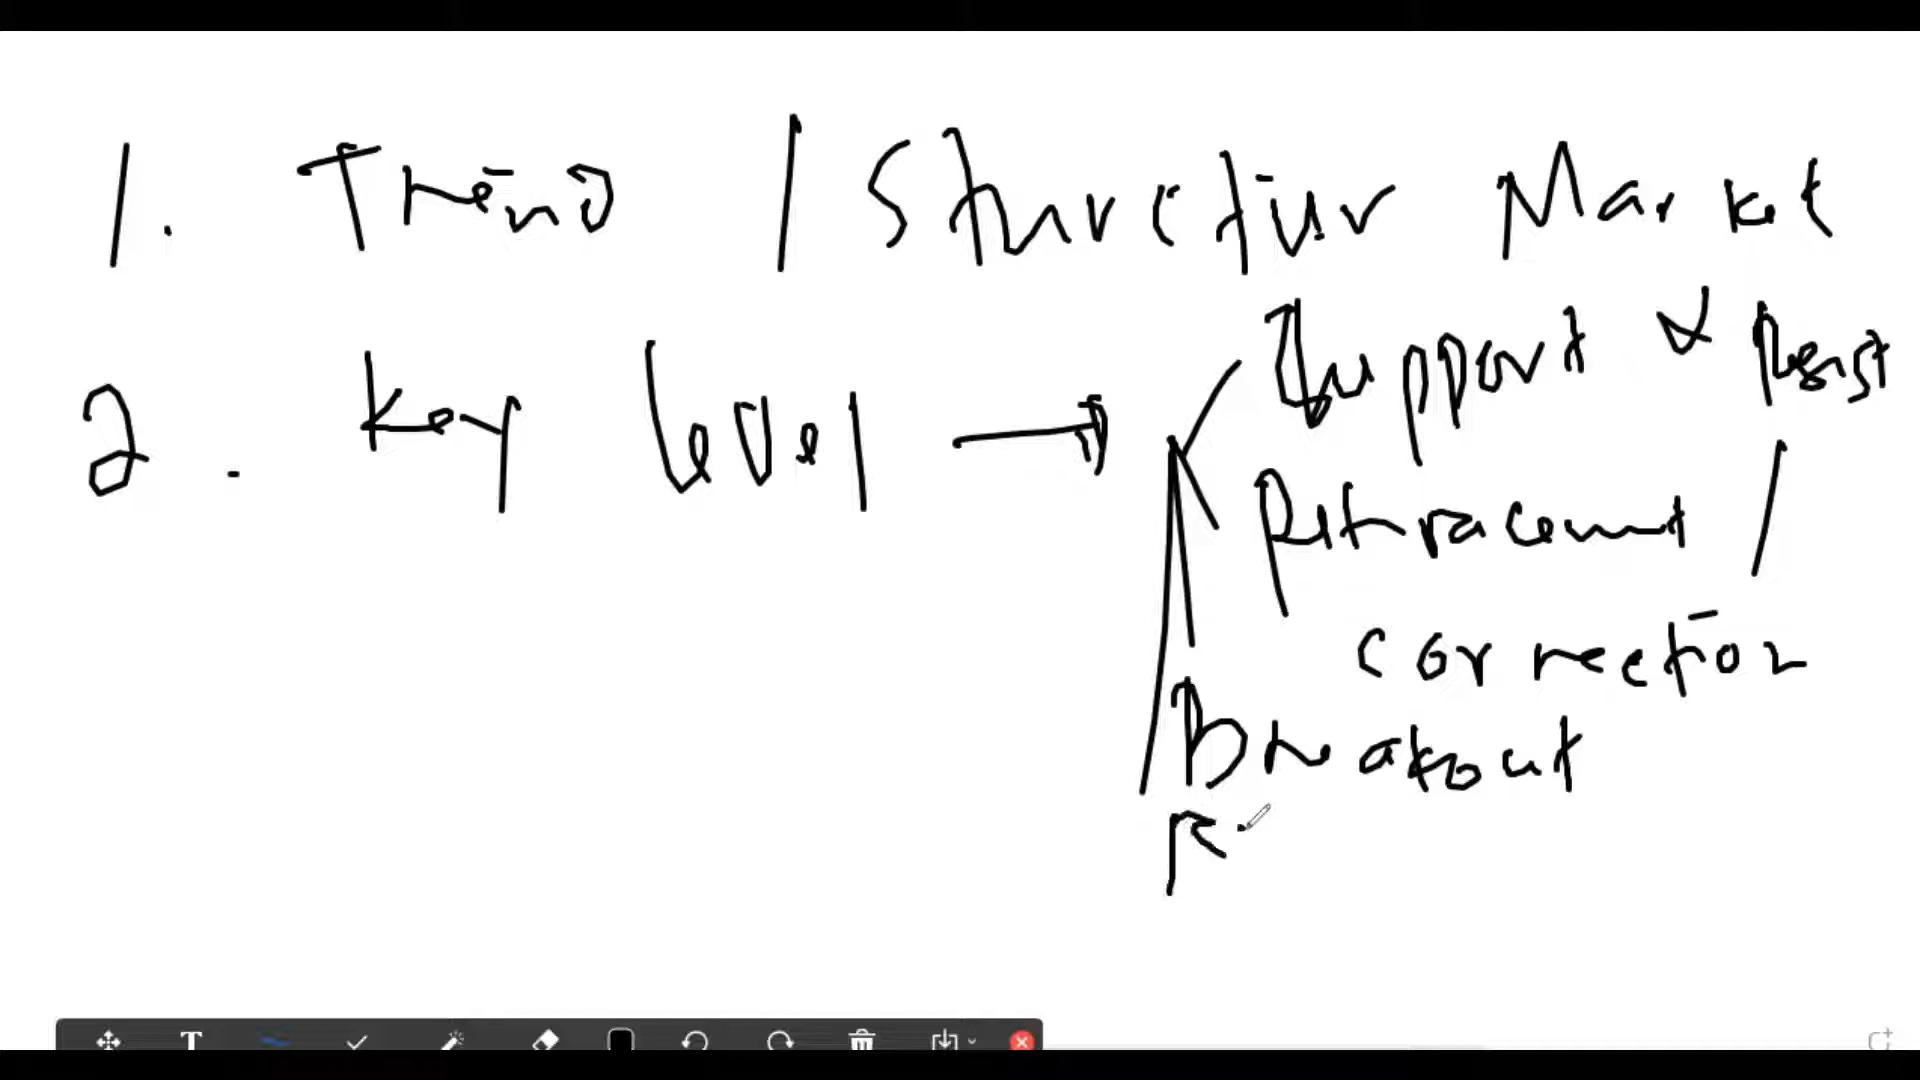 1. Trend / Structur Market
2. Key level → Support & Resist
Retracement /
correction
Breakout
R